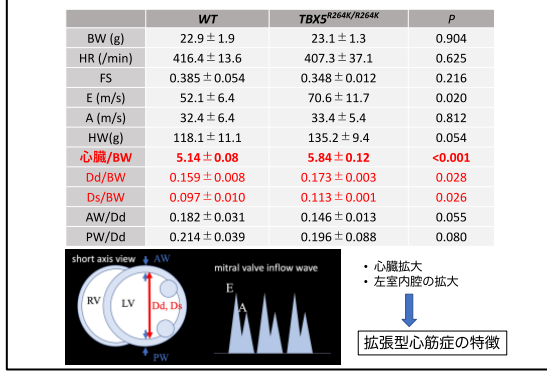 WT TBX5R264K/R264K P
BW (g) 22.9±1.9 23.1±1.3 0.904
HR (/min) 416.4±13.6 407.3±37.1 0.625
FS 0.385±0.054 0.348±0.012 0.216
E (m/s) 52.1±6.4 70.6±11.7 0.020
A (m/s) 32.4±6.4 33.4±5.4 0.812
HW(g) 118.1±11.1 135.2±9.4 0.054
心臓/BW 5.14±0.08 5.84±0.12 <0.001
Dd/BW 0.159±0.008 0.173±0.003 0.028
Ds/BW 0.097±0.010 0.113±0.001 0.026
AW/Dd 0.182±0.031 0.146±0.013 0.055
PW/Dd 0.214±0.039 0.196±0.088 0.080
short axis view
AW
RV
LV
Dd, Ds
PW
mitral valve inflow wave
E
A
• 心臓拡大
• 左室内腔の拡大
拡張型心筋症の特徴